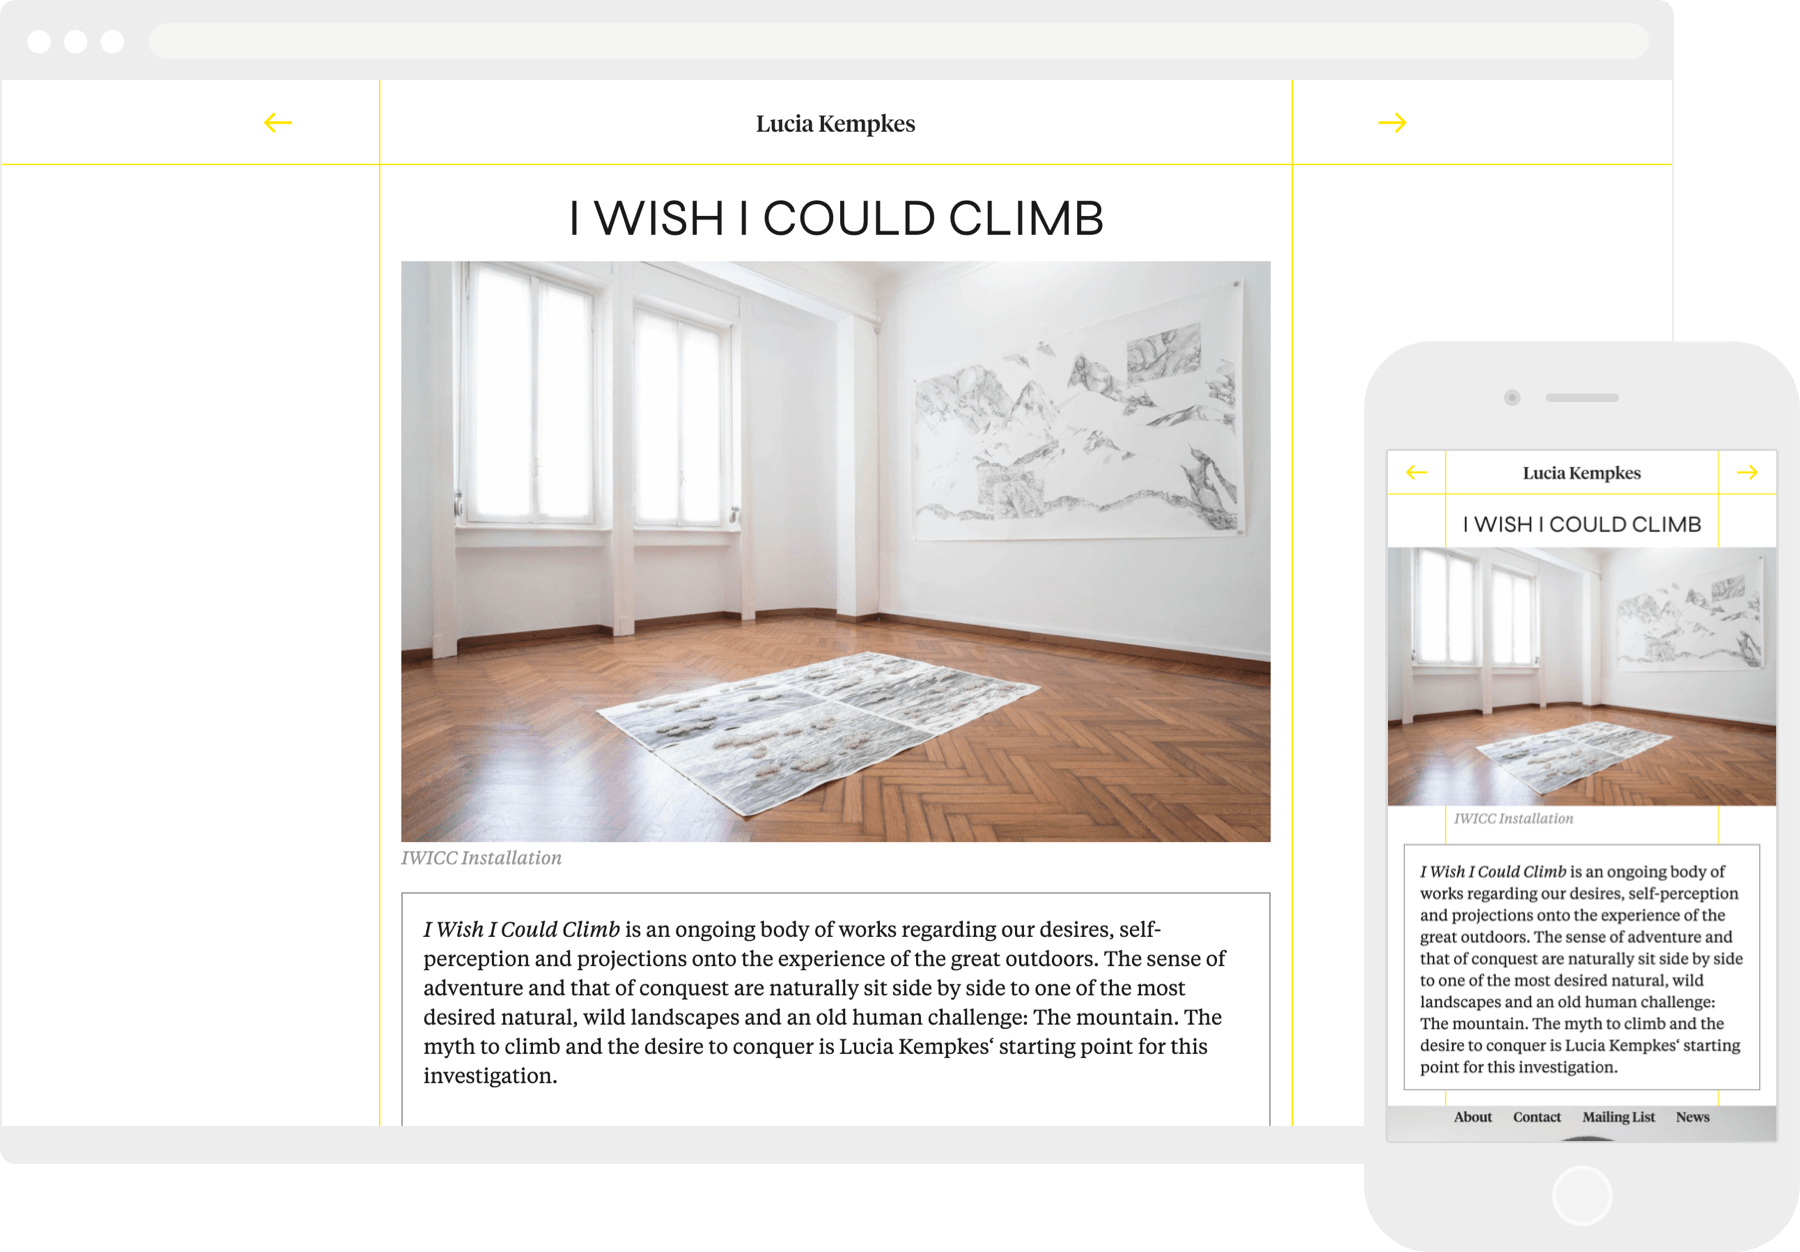 Lucia Kempkes
I WISH I COULD CLIMB
IWICC Installation
I Wish I Could Climb is an ongoing body of works regarding our desires, self-
perception and projections onto the experience of the great outdoors. The sense of
adventure and that of conquest are naturally sit side by side to one of the most
desired natural, wild landscapes and an old human challenge: The mountain. The
myth to climb and the desire to conquer is Lucia Kempkes‘ starting point for this
investigation.
Lucia Kempkes
I WISH I COULD CLIMB
IWICC Installation
I Wish I Could Climb is an ongoing body of
works regarding our desires, self-perception
and projections onto the experience of the
great outdoors. The sense of adventure and
that of conquest are naturally sit side by side
to one of the most desired natural, wild
landscapes and an old human challenge:
The mountain. The myth to climb and the
desire to conquer is Lucia Kempkes‘ starting
point for this investigation.
About Contact Mailing List News